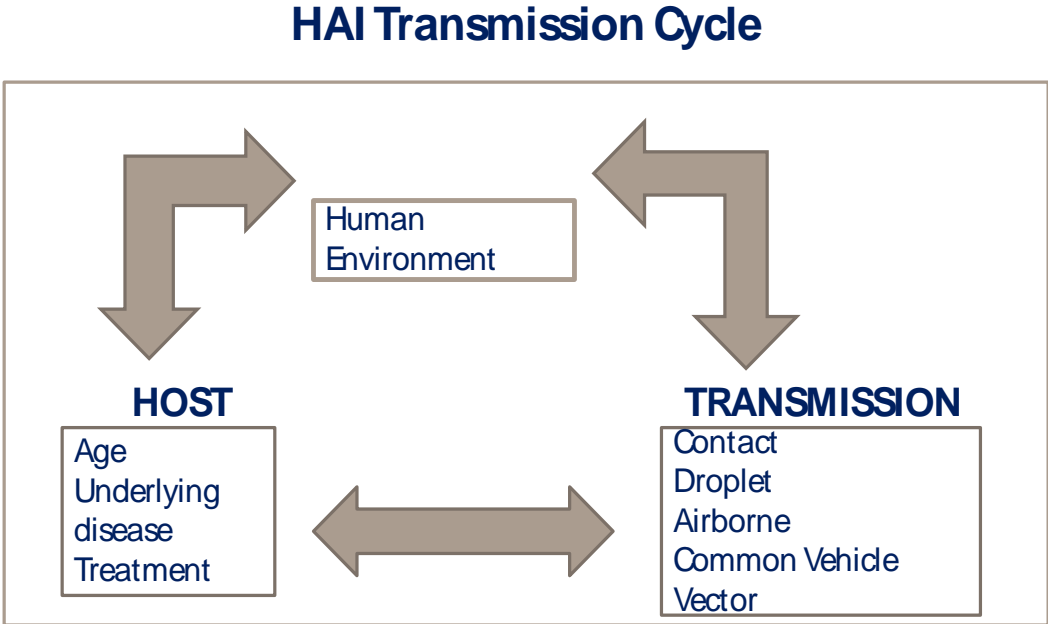 HAI Transmission Cycle
Human
Environment
HOST
Age
Underlying
disease
Treatment
TRANSMISSION
Contact
Droplet
Airborne
Common Vehicle
Vector